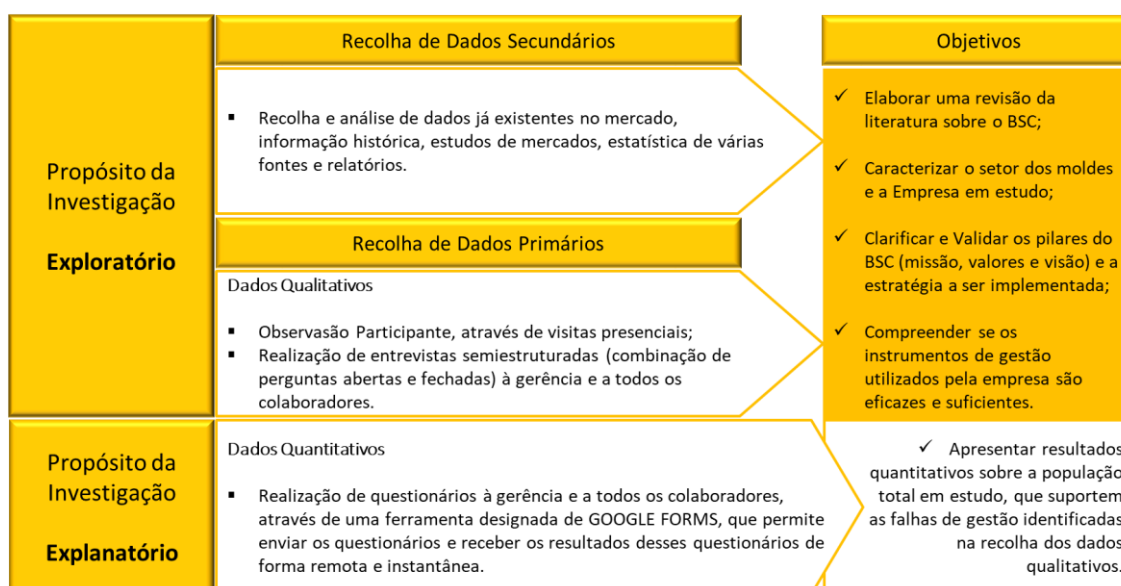 Propósito da
Investigação
Exploratório
Recolha de Dados Secundários
▪ Recolha e análise de dados já existentes no mercado,
informação histórica, estudos de mercados, estatística de várias
fontes e relatórios.
Recolha de Dados Primários
Dados Qualitativos
▪ Observasão Participante, através de visitas presenciais;
▪ Realização de entrevistas semiestruturadas (combinação de
perguntas abertas e fechadas) à gerência e a todos os
colaboradores.
Objetivos
✓ Elaborar uma revisão da
literatura sobre o BSC;
✓ Caracterizar o setor dos moldes
e a Empresa em estudo;
✓ Clarificar e Validar os pilares do
BSC (missão, valores e visão) e a
estratégia a ser implementada;
✓ Compreender se os
instrumentos de gestão
utilizados pela empresa são
eficazes e suficientes.
Propósito da
Investigação
Explanatório
Dados Quantitativos
▪ Realização de questionários à gerência e a todos os colaboradores,
através de uma ferramenta designada de GOOGLE FORMS, que permite
enviar os questionários e receber os resultados desses questionários de
forma remota e instantânea.
✓ Apresentar resultados
quantitativos sobre a população
total em estudo, que suportem
as falhas de gestão identificadas
na recolha dos dados
qualitativos.